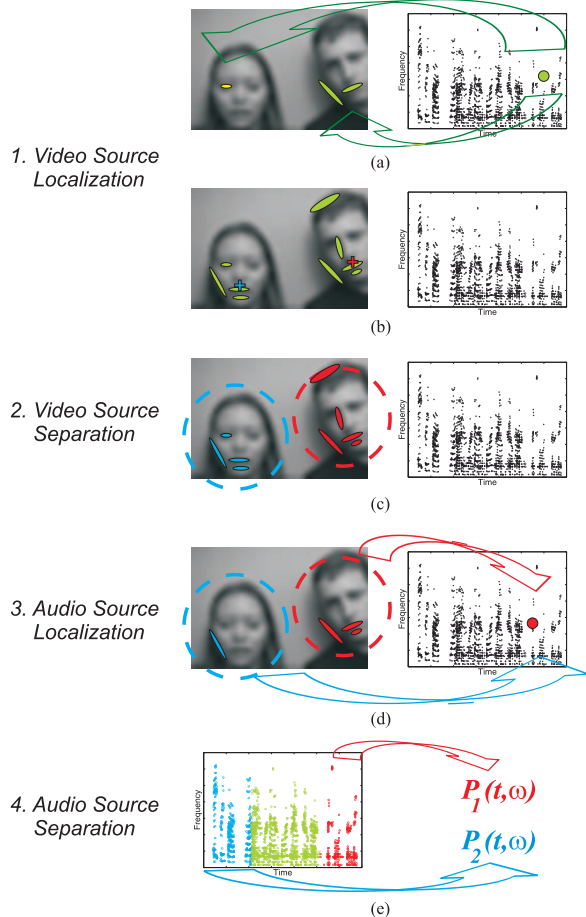 1. Video Source
Localization
Frequency
Time
(a)
Frequency
Time
(b)
2. Video Source
Separation
Frequency
Time
(c)
3. Audio Source
Localization
Frequency
Time
(d)
4. Audio Source
Separation
Frequency
Time
P1(t,ω)
P2(t,ω)
(e)